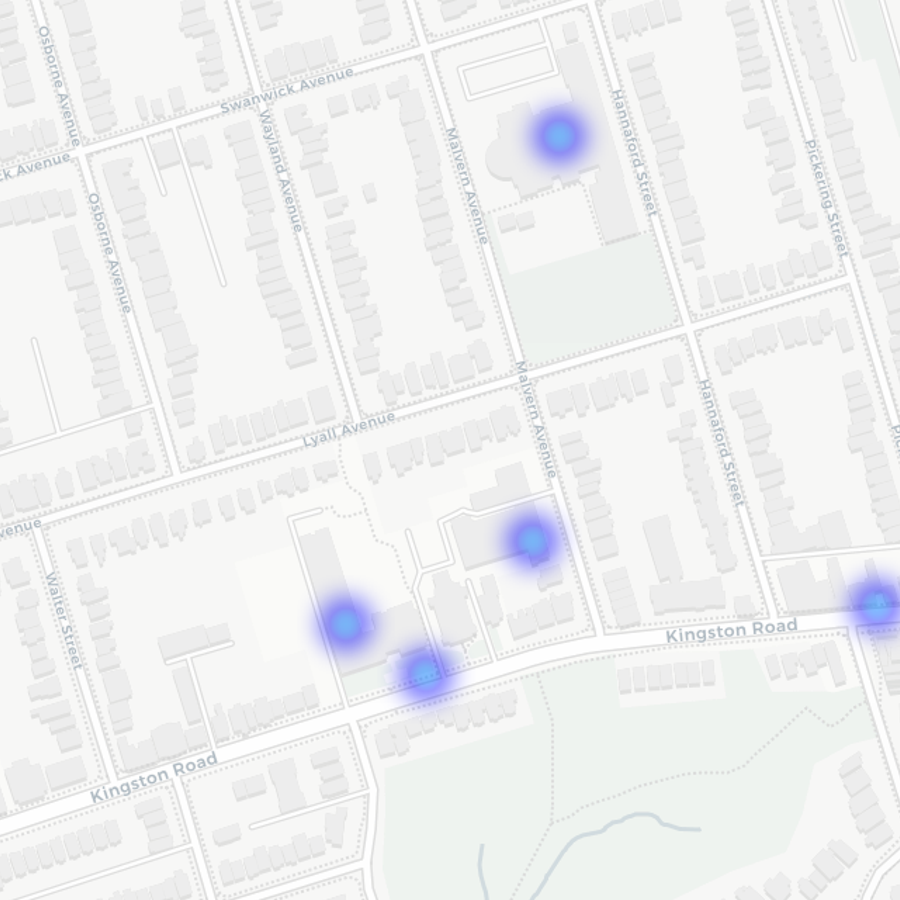 Osborne Avenue
Swanwick Avenue
ck Avenue
Wayland Avenue
Malvern Avenue
Hannaford Street
Pickering Street
Osborne Avenue
Malvern Avenue
Hannaford Street
Lyall Avenue
venue
Walter Street
Kingston Road
Kingston Road